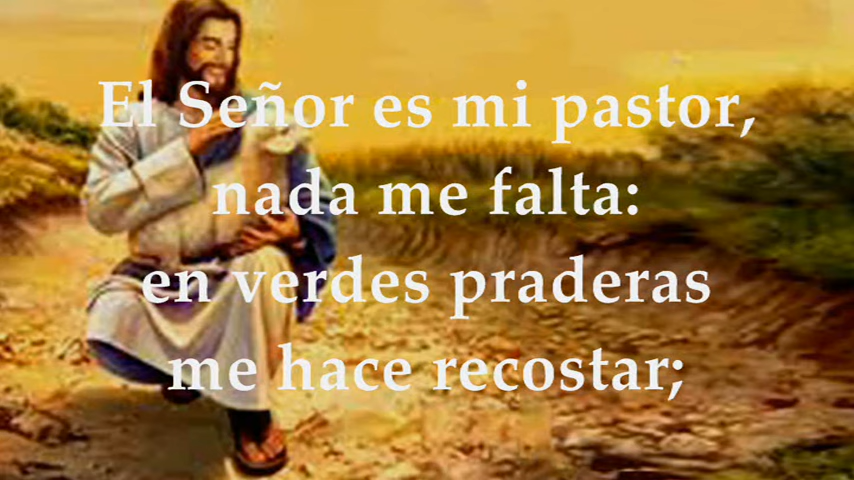 El Señor es mi pastor,
nada me falta:
en verdes praderas
me hace recostar;